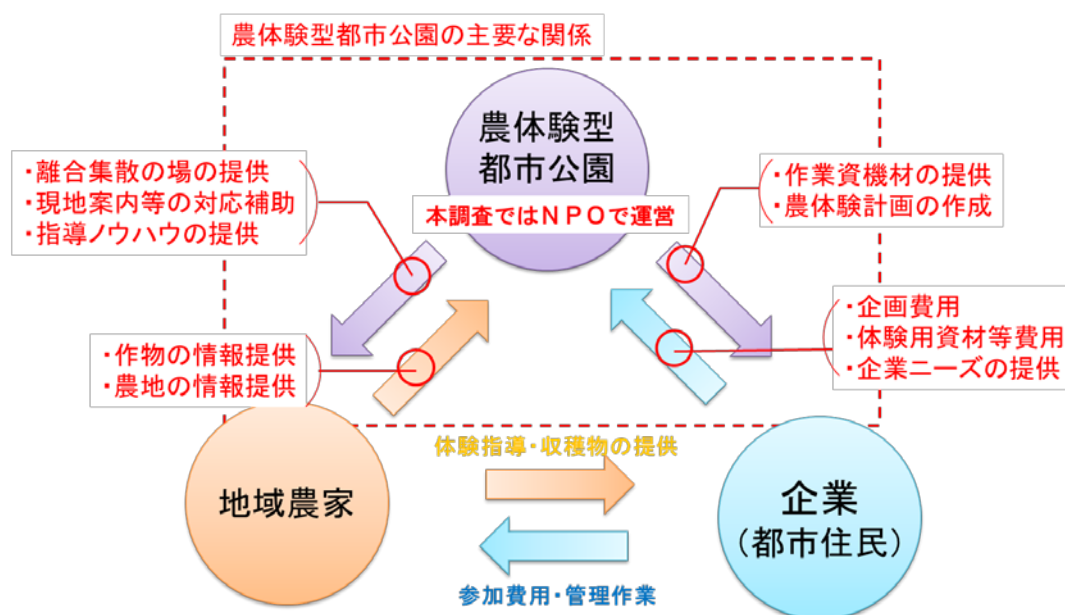 農体験型都市公園の主要な関係
農体験型
都市公園
本調査ではＮＰＯで運営
・離合集散の場の提供
・現地案内等の対応補助
・指導ノウハウの提供
・作業資機材の提供
・農体験計画の作成
・作物の情報提供
・農地の情報提供
・企画費用
・体験用資材等費用
・企業ニーズの提供
体験指導・収穫物の提供
地域農家
企業
（都市住民）
参加費用・管理作業